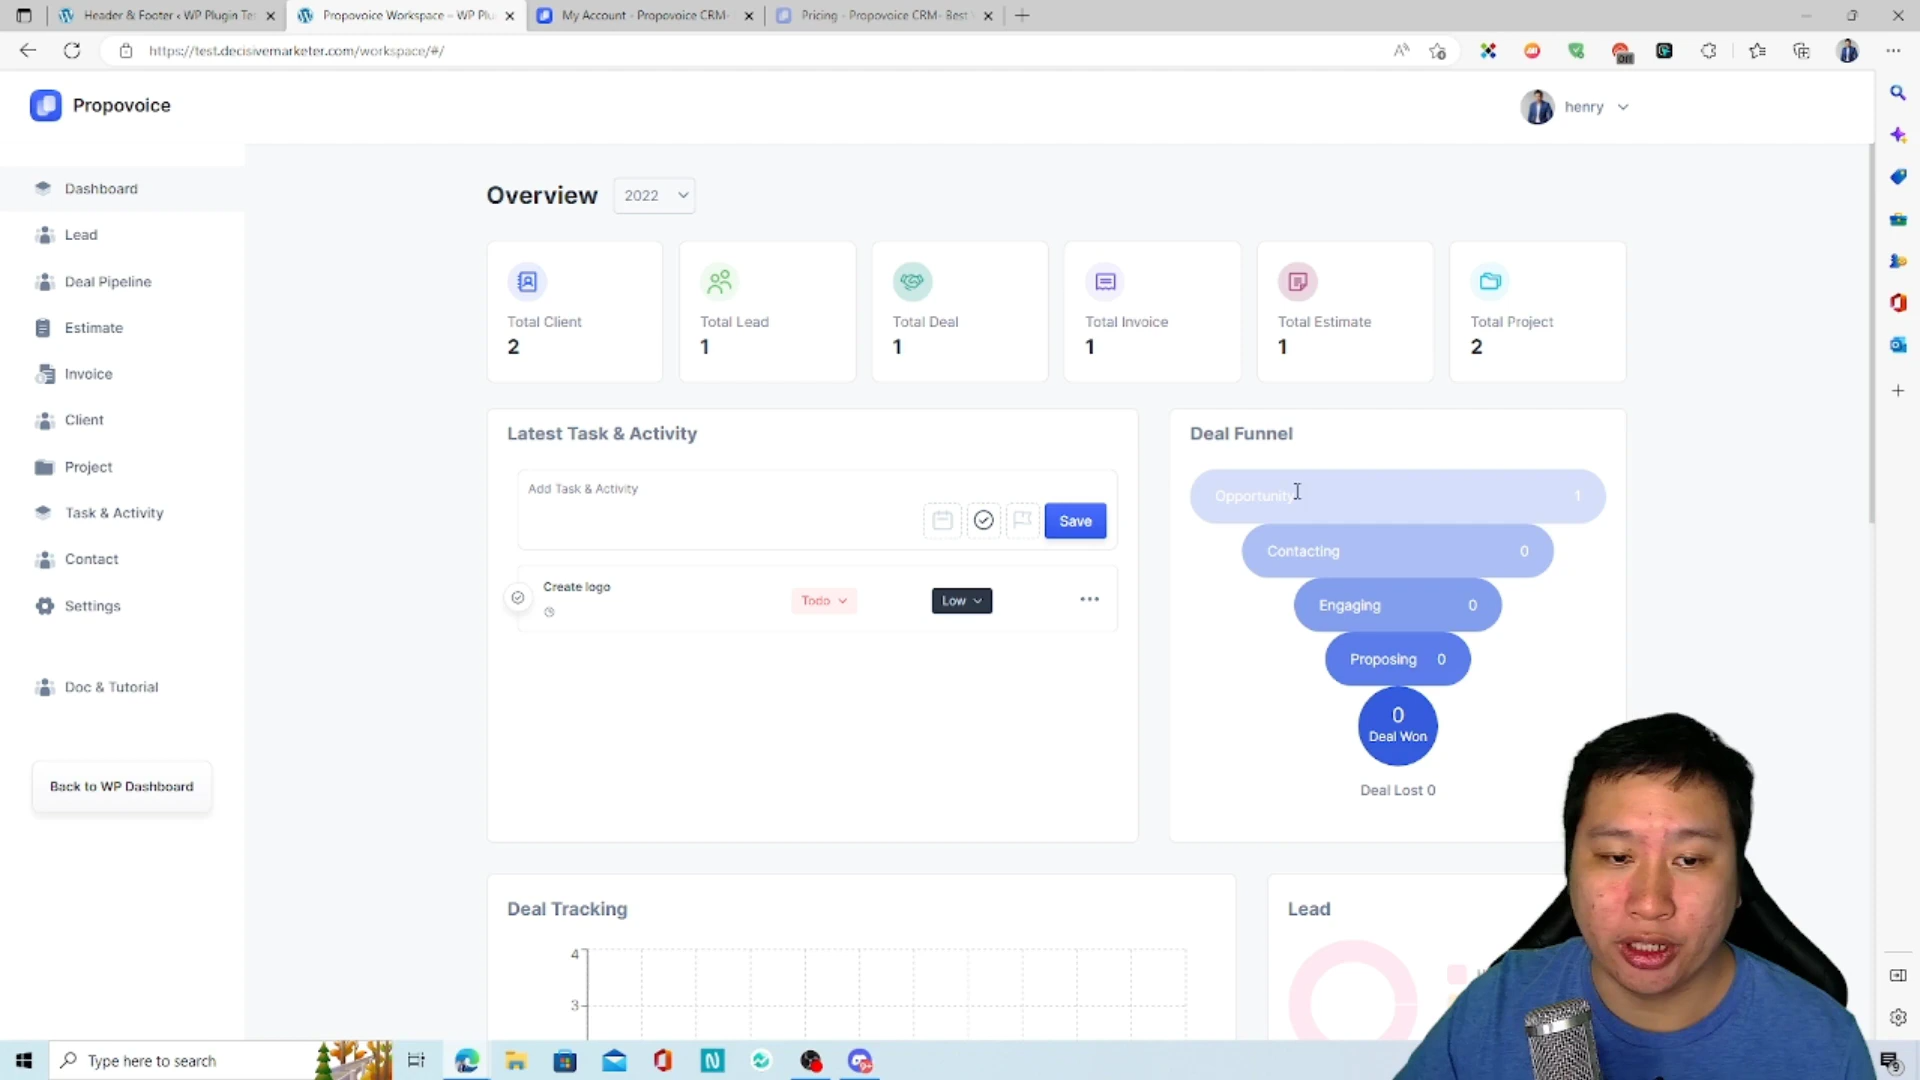 Header & Footer ‹ WP Plugin Te
Propovoice Workspace – WP Plu
My Account - Propovoice CRM-
Pricing - Propovoice CRM- Best
https://test.decisivemarketer.com/workspace/#/
Propovoice
henry
Dashboard
Lead
Deal Pipeline
Estimate
Invoice
Client
Project
Task & Activity
Contact
Settings
Doc & Tutorial
Back to WP Dashboard
Overview
2022
Total Client
2
Total Lead
1
Total Deal
1
Total Invoice
1
Total Estimate
1
Total Project
2
Latest Task & Activity
Add Task & Activity
Save
Create logo
Todo
Low
Deal Funnel
Opportunity 1
Contacting 0
Engaging 0
Proposing 0
0
Deal Won
Deal Lost 0
Deal Tracking
4
3
Lead
Type here to search